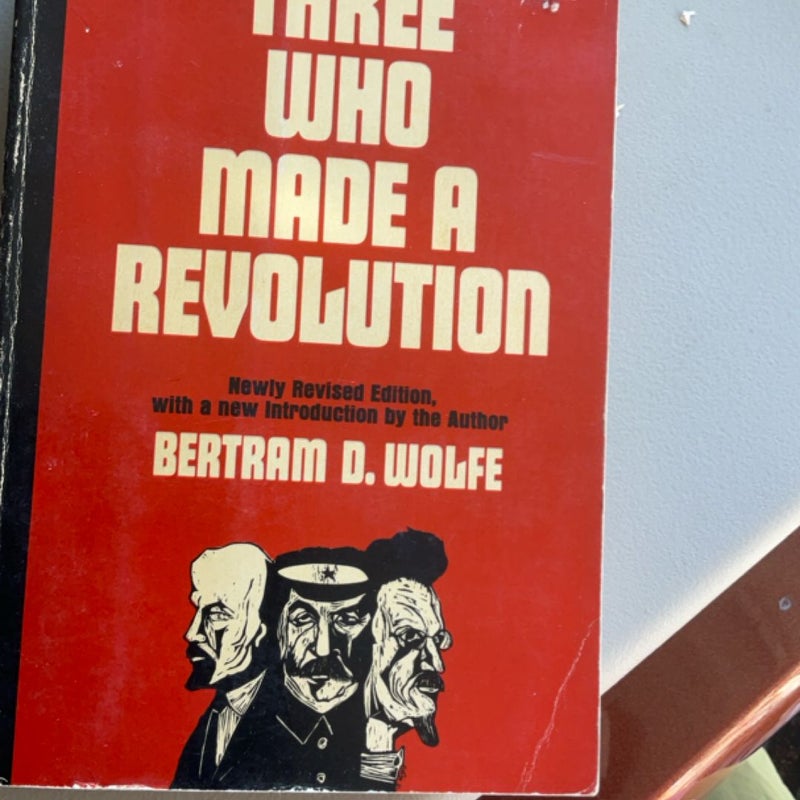 THREE
WHO
MADE A
REVOLUTION
Newly Revised Edition,
with a new Introduction by the Author
BERTRAM D. WOLFE